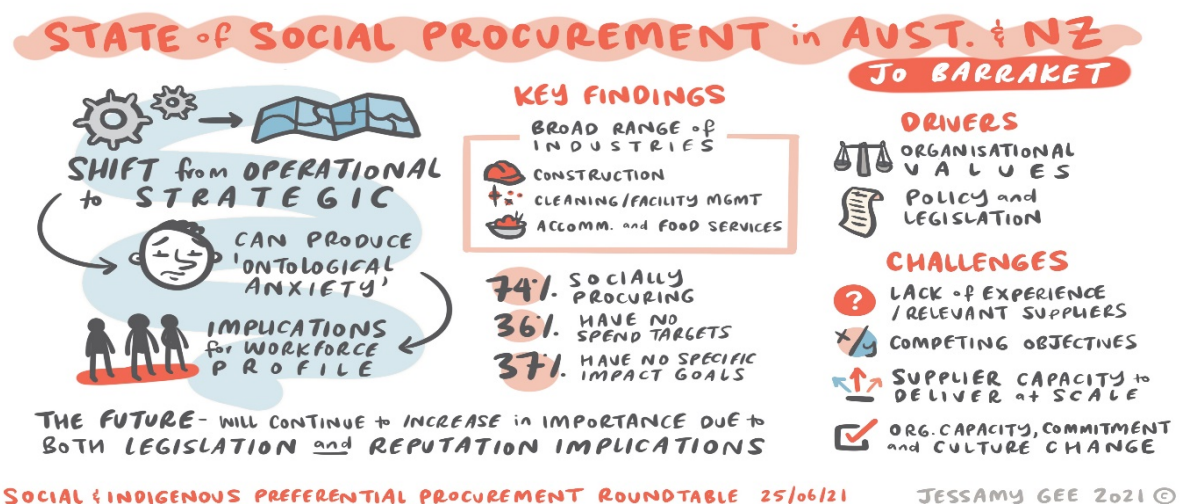 STATE of SOCIAL PROCUREMENT in AUST. & NZ
JO BARRAKET
SHIFT from OPERATIONAL
to STRATEGIC
CAN PRODUCE
'ONTOLOGICAL
ANXIETY'
IMPLICATIONS
for WORKFORCE
PROFILE
KEY FINDINGS
BROAD RANGE of
INDUSTRIES
CONSTRUCTION
CLEANING/FACILITY MGMT
ACCOMM. and FOOD SERVICES
74%. SOCIALLY
PROCURING
36%. HAVE NO
SPEND TARGETS
37%. HAVE NO SPECIFIC
IMPACT GOALS
DRIVERS
ORGANISATIONAL
VALUES
POLICY and
LEGISLATION
CHALLENGES
?
LACK of EXPERIENCE
/RELEVANT SUPPLIERS
x/y COMPETING OBJECTIVES
SUPPLIER CAPACITY to
DELIVER at SCALE
ORG. CAPACITY, COMMITMENT
and CULTURE CHANGE
THE FUTURE - WILL CONTINUE to INCREASE in IMPORTANCE DUE to
BOTH LEGISLATION and REPUTATION IMPLICATIONS
SOCIAL & INDIGENOUS PREFERENTIAL PROCUREMENT ROUNDTABLE 25/06/21
JESSAMY GEE 2021 ©